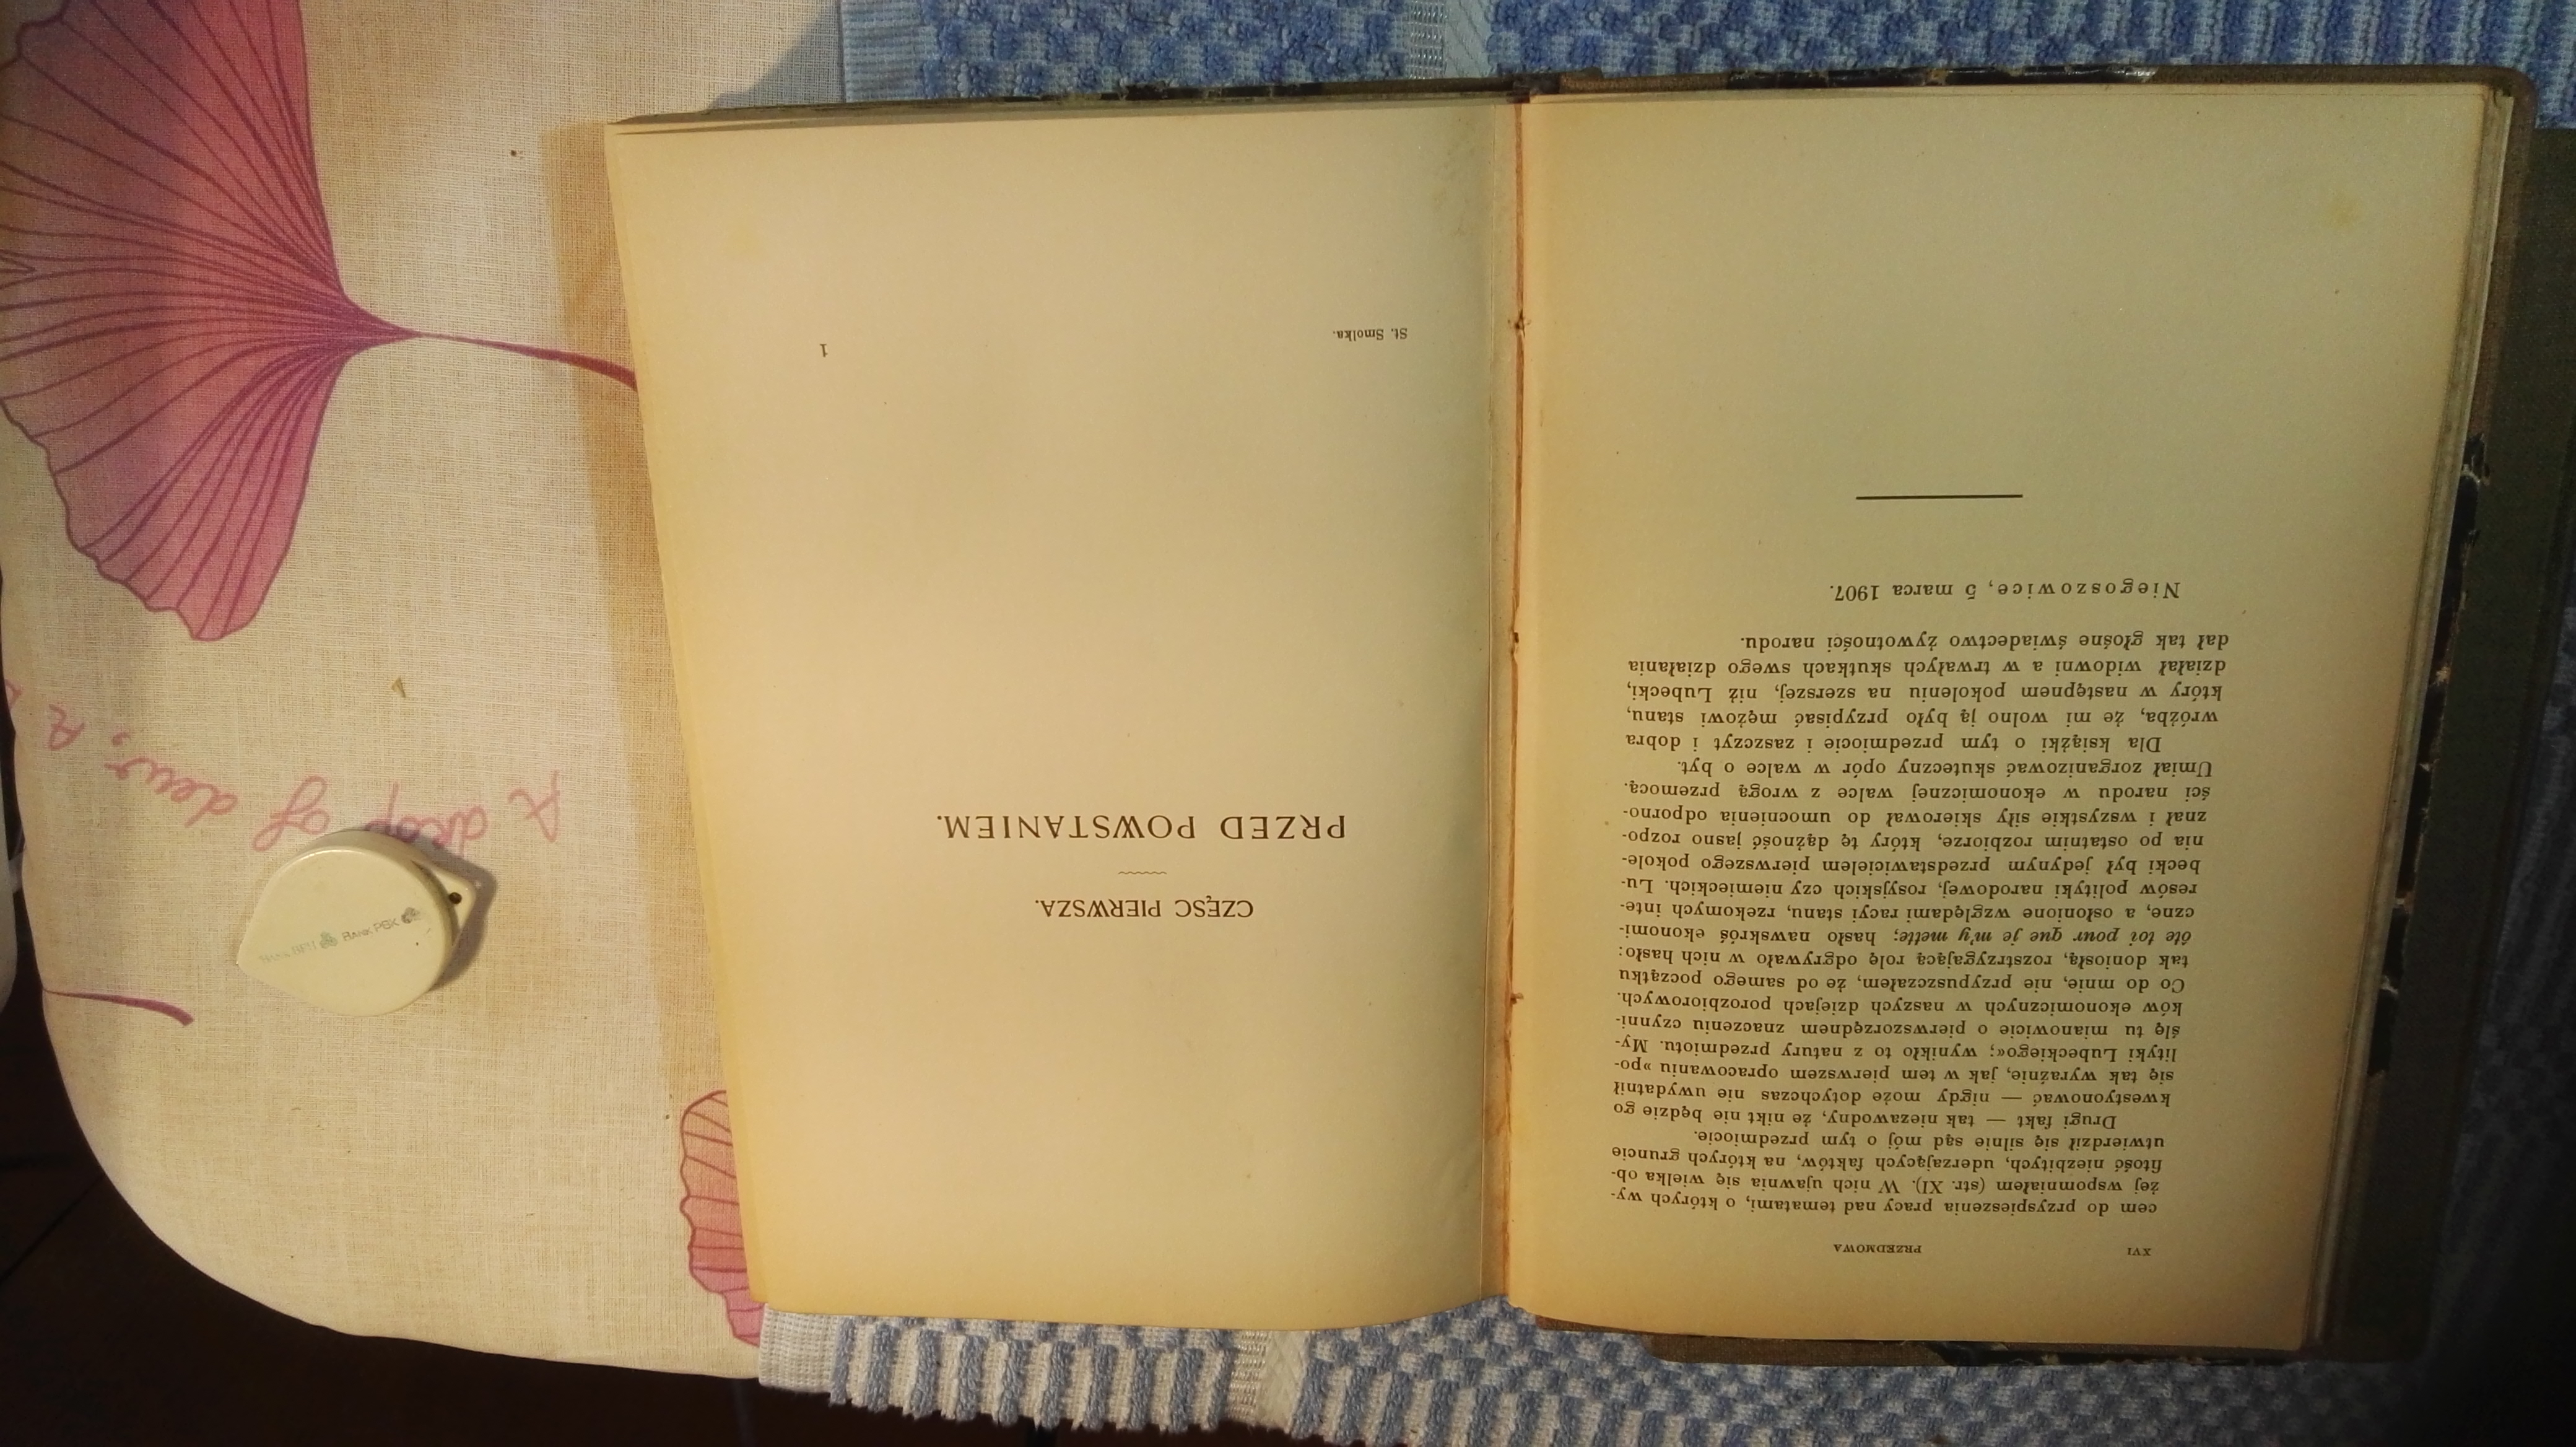 XVI
PRZEDMOWA
cem do przyspieszenia pracy nad tematami, o których wy-
żej wspomniałem (str. XI). W nich ujawnia się wielka ob-
fitość niezbitych, uderzających faktów, na których gruncie
utwierdził się silnie sąd mój o tym przedmiocie.
Drugi fakt — tak niezawodny, że nikt nie będzie go
kwestyonować — nigdy może dotychczas nie uwydatnił
się tak wyraźnie, jak w tem pierwszem opracowaniu »po-
lityki Lubeckiego«; wynikło to z natury przedmiotu. My-
ślę tu mianowicie o pierwszorzędnem znaczeniu czynni-
ków ekonomicznych w naszych dziejach porozbiorowych.
Co do mnie, nie przypuszczałem, że od samego początku
tak doniosłą, rozstrzygającą rolę odgrywało w nich hasło:
ôte toi pour que je m'y mette; hasło nawskróś ekonomi-
czne, a osłonione względami racyi stanu, rzekomych inte-
resów polityki narodowej, rosyjskich czy niemieckich. Lu-
becki był jedynym przedstawicielem pierwszego pokole-
nia po ostatnim rozbiorze, który tę dążność jasno rozpo-
znał i wszystkie siły skierował do umocnienia odporno-
ści narodu w ekonomicznej walce z wrogą przemocą.
Umiał zorganizować skuteczny opór w walce o byt.
Dla książki o tym przedmiocie i zaszczyt i dobra
wróżba, że mi wolno ją było przypisać mężowi stanu,
który w następnem pokoleniu na szerszej, niż Lubecki,
działał widowni a w trwałych skutkach swego działania
dał tak głośne świadectwo żywotności narodu.
Niegoszowice, 5 marca 1907.
CZĘŚC PIERWSZA.
PRZED POWSTANIEM.
St. Smolka.
1
A drop of dew, A
Bank BPH Bank PBK